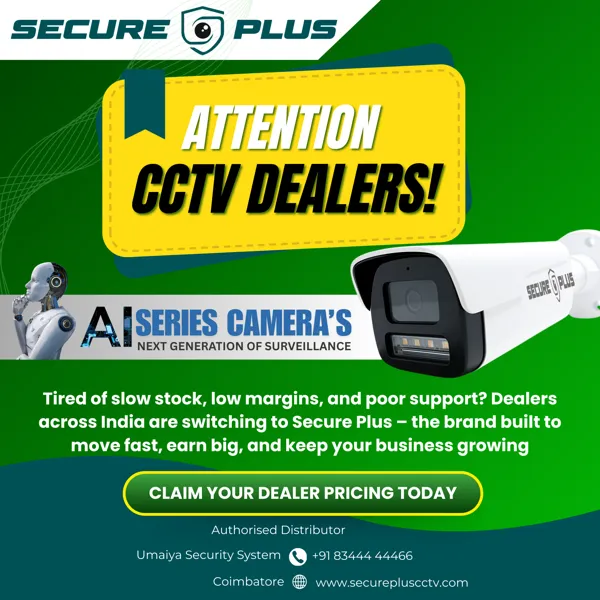 SECURE PLUS
ATTENTION
CCTV DEALERS!
SECURE PLUS
AI SERIES CAMERA'S
NEXT GENERATION OF SURVEILLANCE
Tired of slow stock, low margins, and poor support? Dealers
across India are switching to Secure Plus – the brand built to
move fast, earn big, and keep your business growing
CLAIM YOUR DEALER PRICING TODAY
Authorised Distributor
Umaiya Security System +91 83444 44466
Coimbatore www.securepluscctv.com